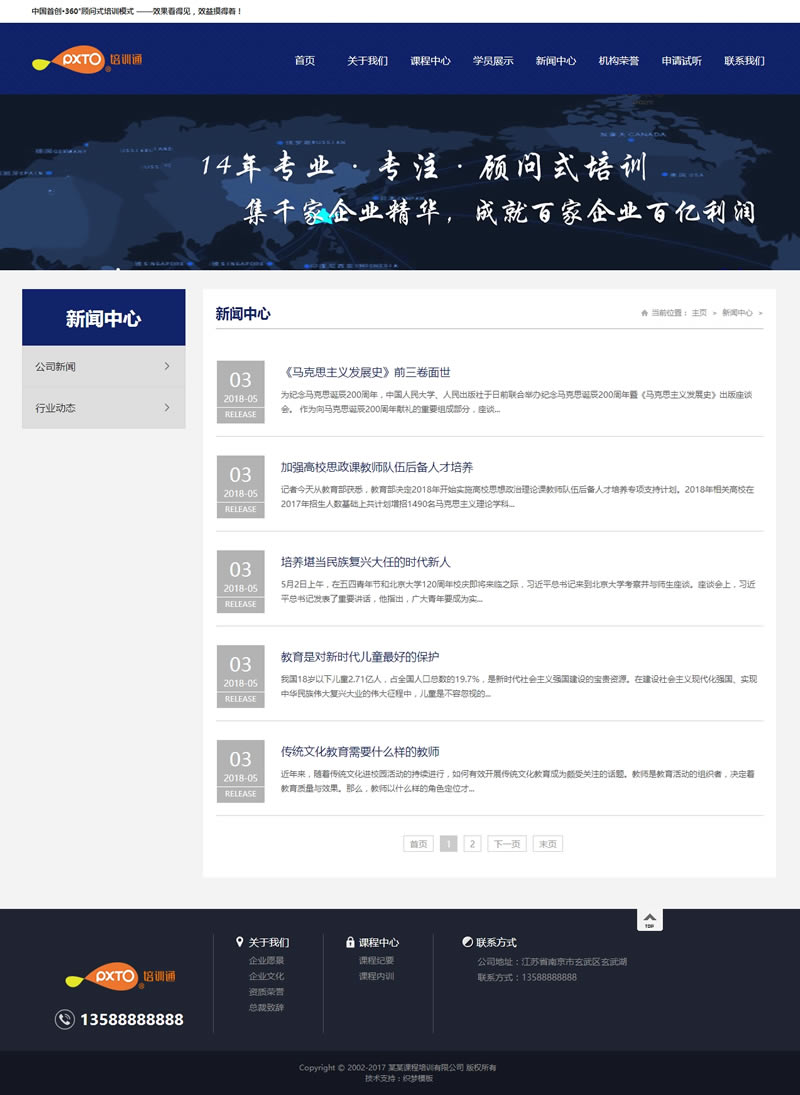 中国首创•360°顾问式培训模式 ——效果看得见，效益摸得着！
PXTO® 培训通
首页 关于我们 课程中心 学员展示 新闻中心 机构荣誉 申请试听 联系我们
14年专业·专注·顾问式培训
集千家企业精华，成就百家企业百亿利润
新闻中心
公司新闻
行业动态
新闻中心
当前位置： 主页 > 新闻中心 >
03
2018-05
RELEASE
《马克思主义发展史》前三卷面世
为纪念马克思诞辰200周年，中国人民大学、人民出版社于日前联合举办纪念马克思诞辰200周年暨《马克思主义发展史》出版座谈
会。 作为向马克思诞辰200周年献礼的重要组成部分，座谈...
03
2018-05
RELEASE
加强高校思政课教师队伍后备人才培养
记者今天从教育部获悉，教育部决定2018年开始实施高校思想政治理论课教师队伍后备人才培养专项支持计划。2018年相关高校在
2017年招生人数基础上共计划增招1490名马克思主义理论学科...
03
2018-05
RELEASE
培养堪当民族复兴大任的时代新人
5月2日上午，在五四青年节和北京大学120周年校庆即将来临之际，习近平总书记来到北京大学考察并与师生座谈。座谈会上，习近
平总书记发表了重要讲话，他指出，广大青年要成为实...
03
2018-05
RELEASE
教育是对新时代儿童最好的保护
我国18岁以下儿童2.71亿人，占全国人口总数的19.7%，是新时代社会主义强国建设的宝贵资源。在建设社会主义现代化强国、实现
中华民族伟大复兴大业的伟大征程中，儿童是不容忽视的...
03
2018-05
RELEASE
传统文化教育需要什么样的教师
近年来，随着传统文化进校园活动的持续进行，如何有效开展传统文化教育成为颇受关注的话题。教师是教育活动的组织者，决定着
教育质量与效果。那么，教师以什么样的角色定位才...
首页 1 2 下一页 末页
TOP
PXTO® 培训通
13588888888
关于我们
企业愿景
企业文化
资质荣誉
总裁致辞
课程中心
课程纪要
课程内训
联系方式
公司地址：江苏省南京市玄武区玄武湖
联系方式：13588888888
Copyright © 2002-2017 某某课程培训有限公司 版权所有
技术支持：织梦模板